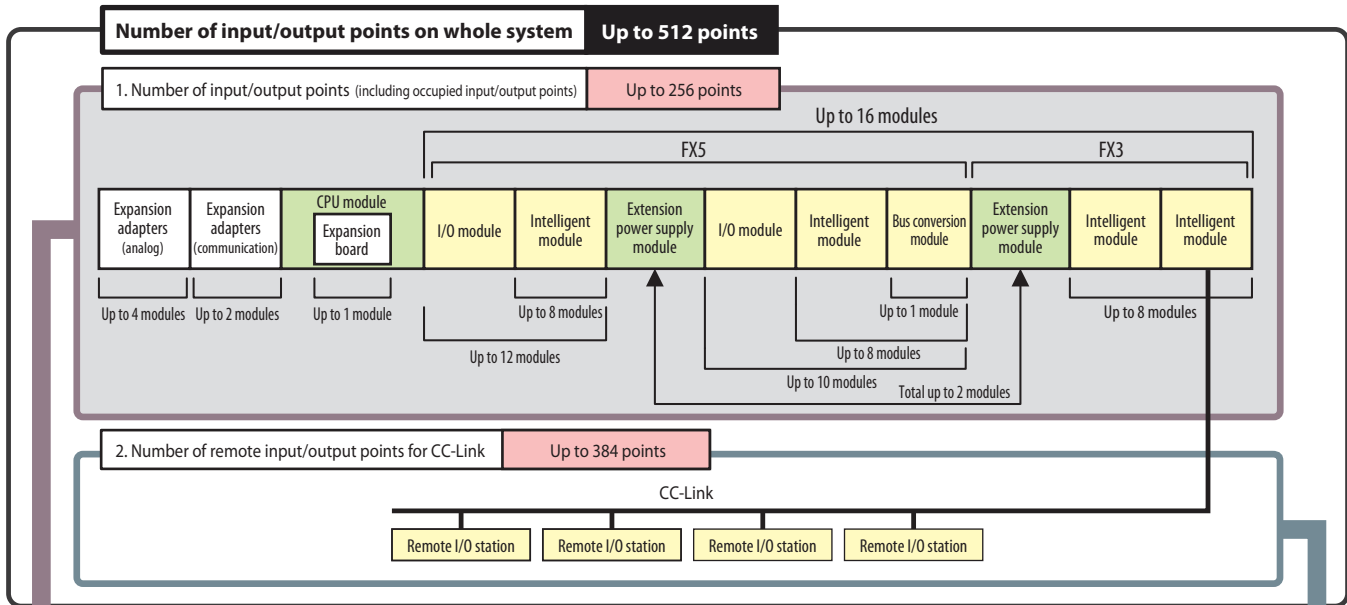 Number of input/output points on whole system Up to 512 points
1. Number of input/output points (including occupied input/output points) Up to 256 points
Up to 16 modules
FX5 FX3
Expansion adapters (analog)
Expansion adapters (communication)
CPU module
Expansion board
I/O module
Intelligent module
Extension power supply module
I/O module
Intelligent module
Bus conversion module
Extension power supply module
Intelligent module
Intelligent module
Up to 4 modules Up to 2 modules Up to 1 module Up to 8 modules Up to 1 module Up to 8 modules
Up to 12 modules Up to 8 modules
Up to 10 modules
Total up to 2 modules
2. Number of remote input/output points for CC-Link Up to 384 points
CC-Link
Remote I/O station Remote I/O station Remote I/O station Remote I/O station